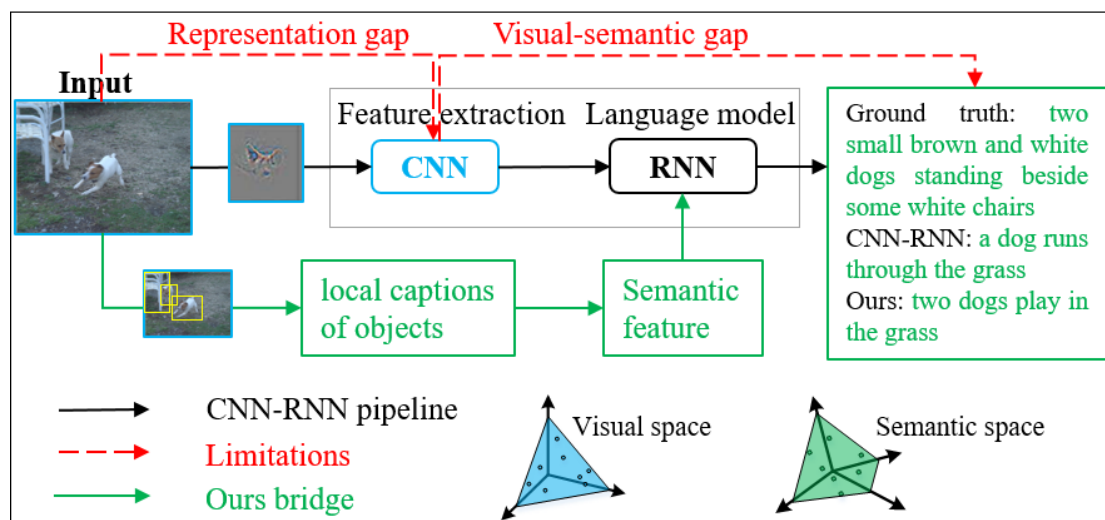 Representation gap
Visual-semantic gap
Input
Feature extraction
Language model
CNN
RNN
Ground truth: two
small brown and white
dogs standing beside
some white chairs
CNN-RNN: a dog runs
through the grass
Ours: two dogs play in
the grass
local captions
of objects
Semantic
feature
CNN-RNN pipeline
Limitations
Ours bridge
Visual space
Semantic space